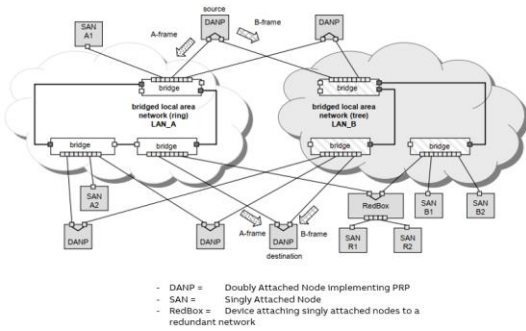 source
SAN
A1
DANP
DANP
A-frame
B-frame
bridge
bridge
bridged local area
network (ring)
LAN_A
bridged local area
network (tree)
LAN_B
bridge
bridge
bridge
bridge
SAN
A2
RedBox
SAN
B1
SAN
B2
A-frame
B-frame
DANP
DANP
DANP
destination
SAN
R1
SAN
R2
- DANP = Doubly Attached Node implementing PRP
- SAN = Singly Attached Node
- RedBox = Device attaching singly attached nodes to a
redundant network